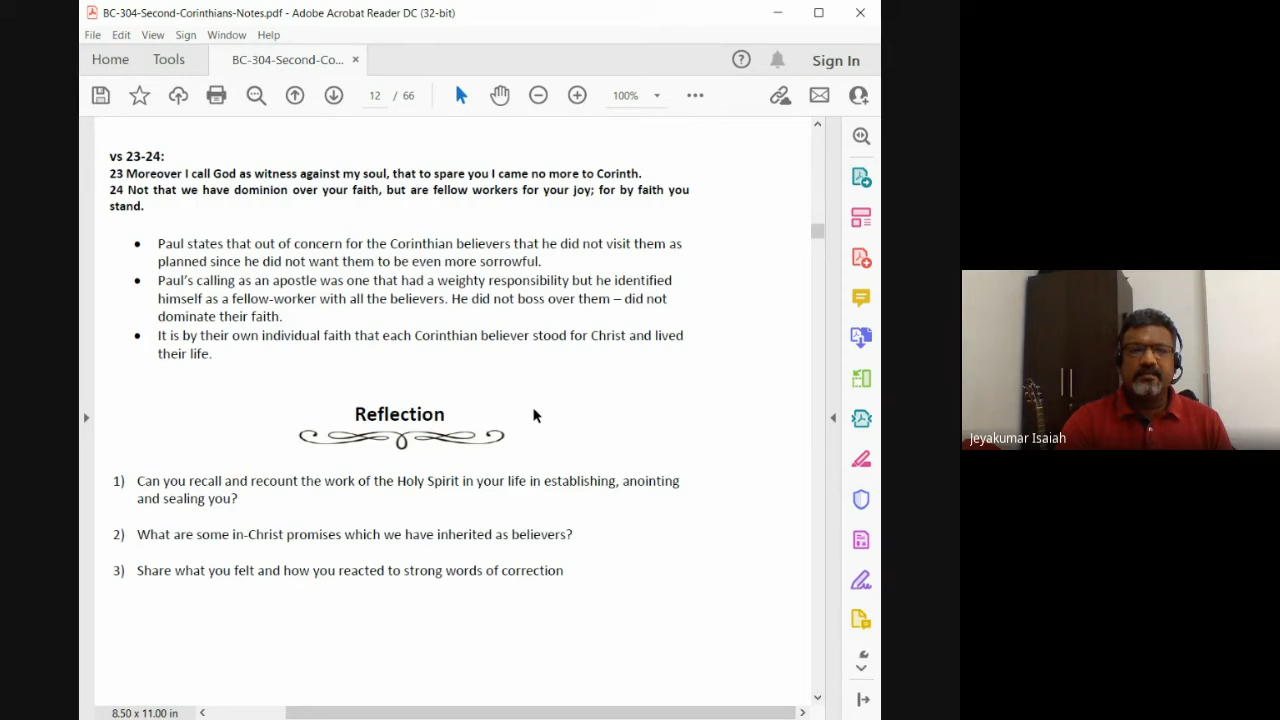 BC-304-Second-Corinthians-Notes.pdf - Adobe Acrobat Reader DC (32-bit)
File Edit View Sign Window Help
Home Tools BC-304-Second-Co... × Sign In
12 / 66 100%
vs 23-24:
23 Moreover I call God as witness against my soul, that to spare you I came no more to Corinth.
24 Not that we have dominion over your faith, but are fellow workers for your joy; for by faith you
stand.
• Paul states that out of concern for the Corinthian believers that he did not visit them as
planned since he did not want them to be even more sorrowful.
• Paul’s calling as an apostle was one that had a weighty responsibility but he identified
himself as a fellow-worker with all the believers. He did not boss over them – did not
dominate their faith.
• It is by their own individual faith that each Corinthian believer stood for Christ and lived
their life.
Reflection
1) Can you recall and recount the work of the Holy Spirit in your life in establishing, anointing
and sealing you?
2) What are some in-Christ promises which we have inherited as believers?
3) Share what you felt and how you reacted to strong words of correction
8.50 x 11.00 in
Jeyakumar Isaiah